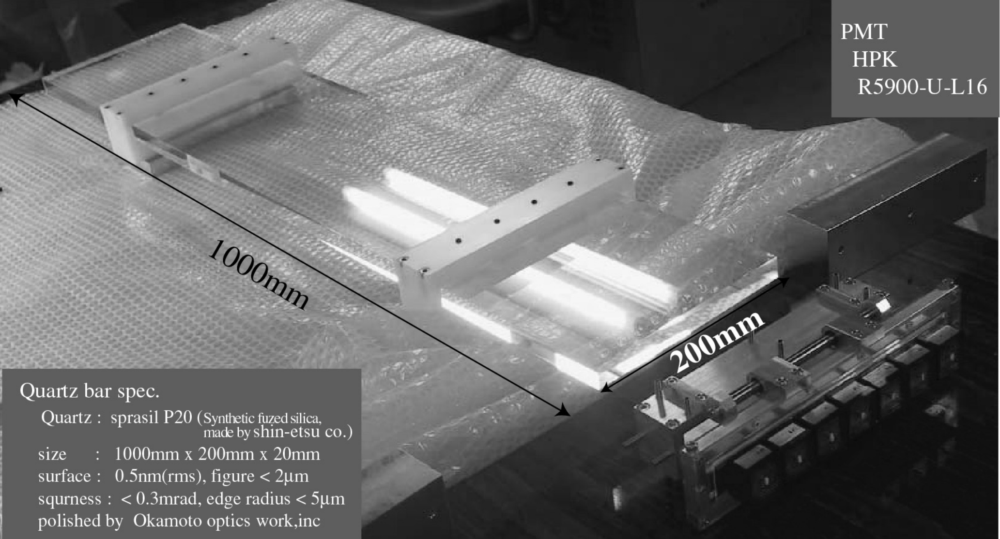 PMT
HPK
R5900-U-L16
1000mm
200mm
Quartz bar spec.
Quartz : sprasil P20 (Synthetic fuzed silica,
made by shin-etsu co.)
size : 1000mm x 200mm x 20mm
surface : 0.5nm(rms), figure < 2μm
squrness : < 0.3mrad, edge radius < 5μm
polished by Okamoto optics work,inc